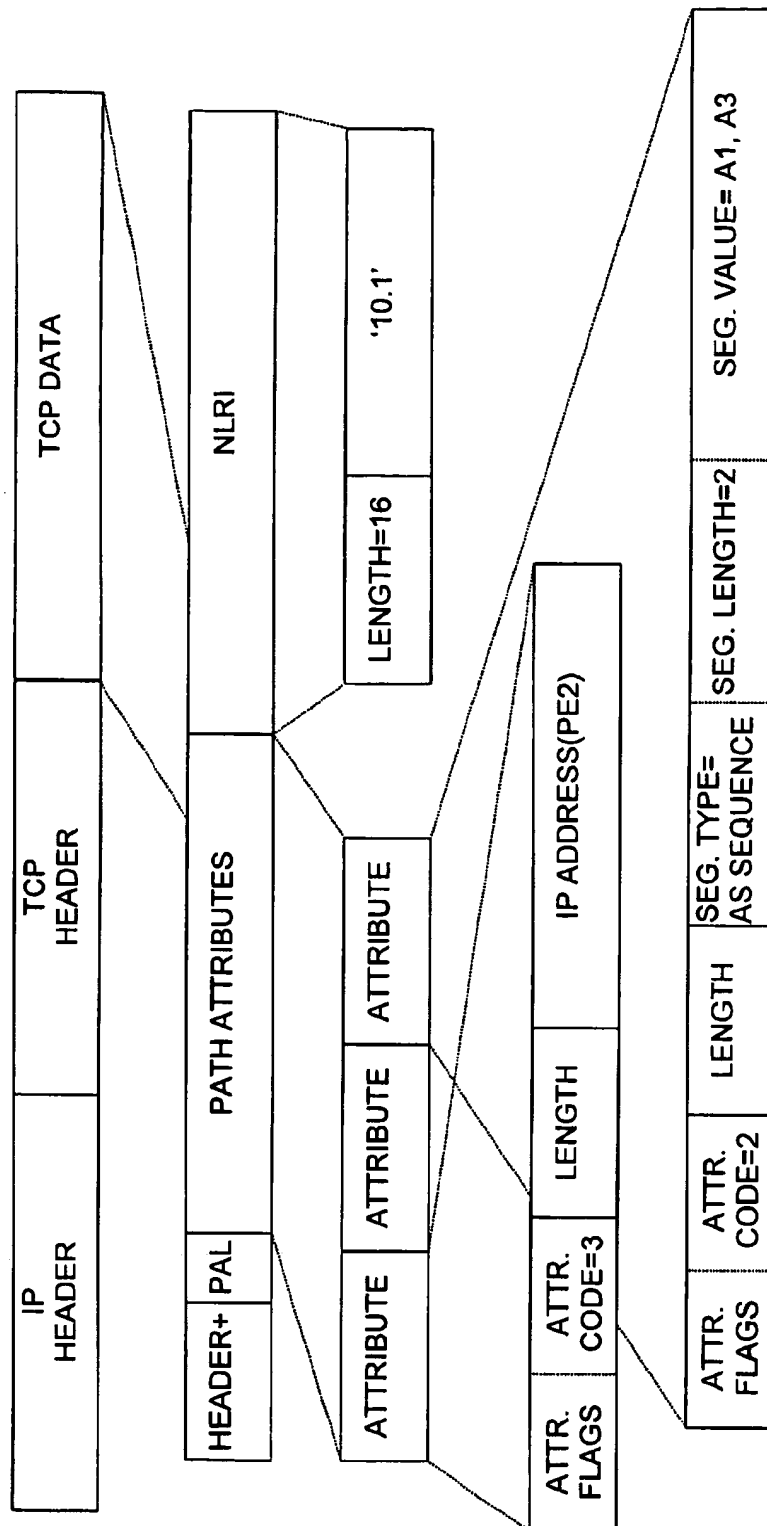 IP
HEADER
TCP
HEADER
TCP DATA
HEADER+
PAL
PATH ATTRIBUTES
NLRI
ATTRIBUTE
ATTRIBUTE
ATTRIBUTE
LENGTH=16
'10.1'
ATTR.
FLAGS
ATTR.
CODE=3
LENGTH
IP ADDRESS(PE2)
ATTR.
FLAGS
ATTR.
CODE=2
LENGTH
SEG. TYPE=
AS SEQUENCE
SEG. LENGTH=2
SEG. VALUE= A1, A3